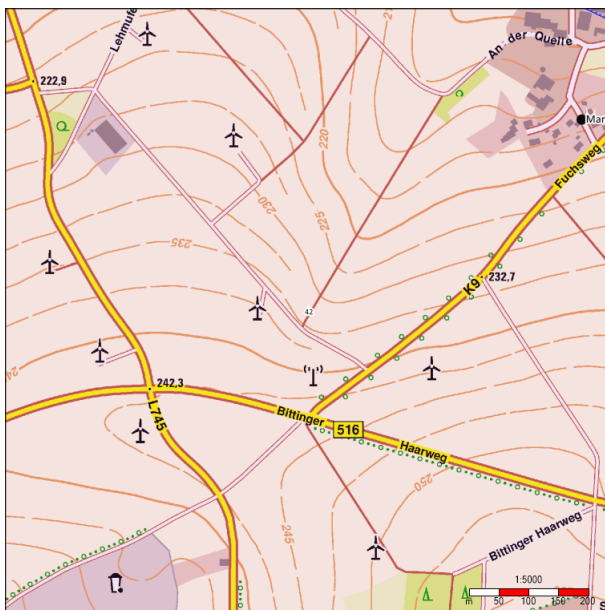 Lehmufe
An der Quelle
222,9
Mar
Fuchsweg
220
225
230
235
K9
232,7
42
24
242,3
L745
Bittinger
516
Haarweg
250
245
Bittinger Haarweg
1:5000
m 50 100 150 200